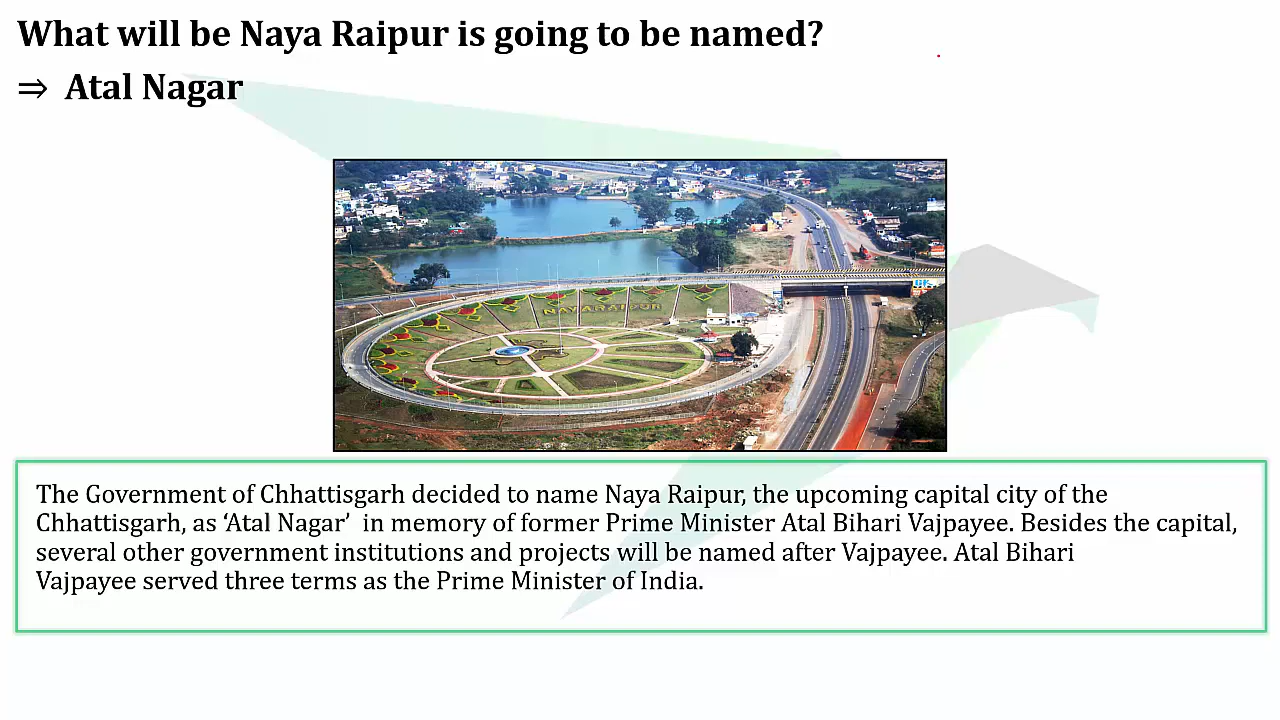 What will be Naya Raipur is going to be named?
⇒ Atal Nagar
NAYA RAIPUR
The Government of Chhattisgarh decided to name Naya Raipur, the upcoming capital city of the
Chhattisgarh, as ‘Atal Nagar’ in memory of former Prime Minister Atal Bihari Vajpayee. Besides the capital,
several other government institutions and projects will be named after Vajpayee. Atal Bihari
Vajpayee served three terms as the Prime Minister of India.